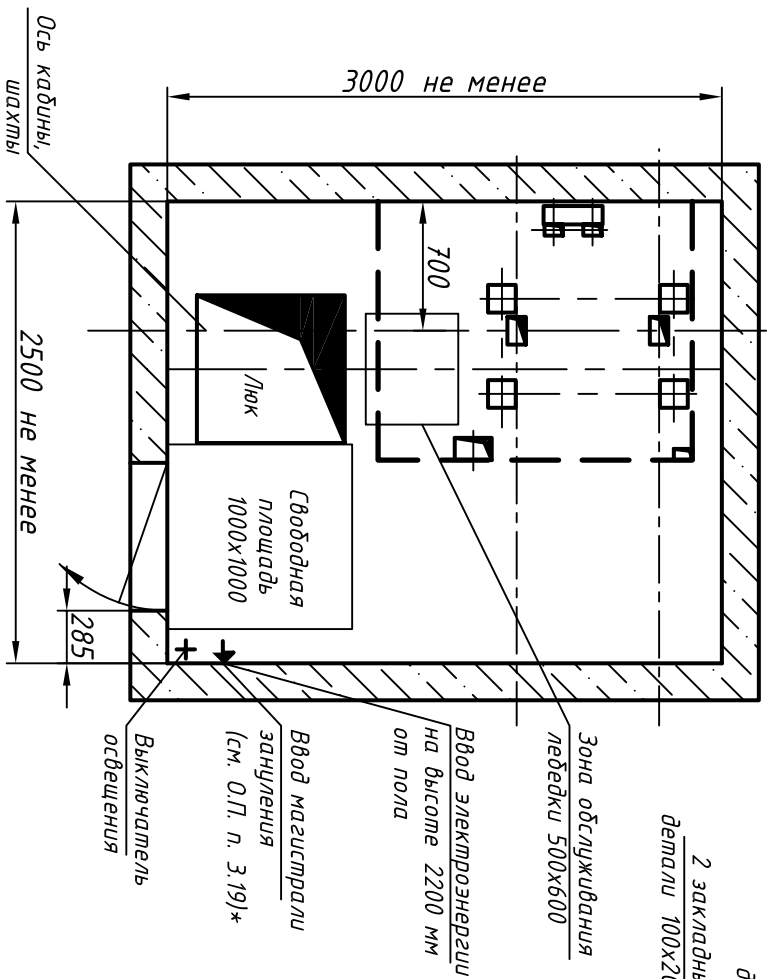 3000 не менее
Ось кабины,
шахты
700
2500 не менее
Люк
Свободная
площадь
1000х1000
285
Зона обслуживания
лебедки 500х600
Ввод электроэнергии
на высоте 2200 мм
от пола
Ввод магистрали
зануления
(см. О.П. п. 3.19)*
Выключатель
освещения
2 закладны
детали 100х20